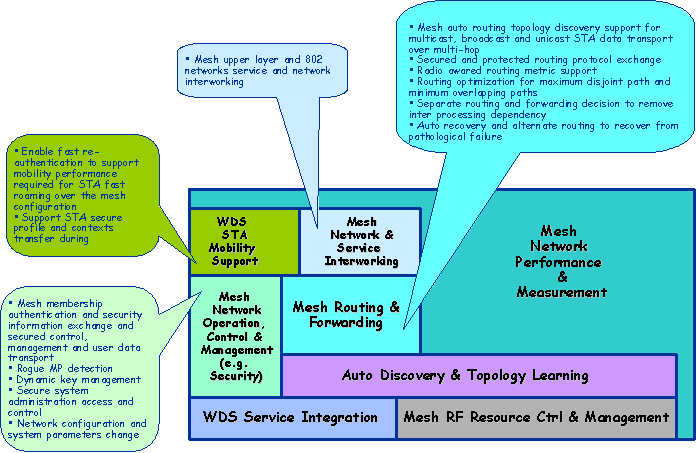 • Mesh auto routing topology discovery support for
multicast, broadcast and unicast STA data transport
over multi-hop
• Secured and protected routing protocol exchange
• Radio awared routing metric support
• Routing optimization for maximum disjoint path and
minimum overlapping paths
• Separate routing and forwarding decision to remove
inter processing dependency
• Auto recovery and alternate routing to recover from
pathological failure
• Mesh upper layer and 802
networks service and network
interworking
• Enable fast re-
authentication to support
mobility performance
required for STA fast
roaming over the mesh
configuration
• Support STA secure
profile and contexts
transfer during
• Mesh membership
authentication and security
information exchange and
secured control,
management and user data
transport
• Rogue MP detection
• Dynamic key management
• Secure system
administration access and
control
• Network configuration and
system parameters change
WDS
STA
Mobility
Support
Mesh
Network &
Service
Interworking
Mesh
Network
Performance
&
Measurement
Mesh
Network
Operation,
Control &
Management
(e.g.
Security)
Mesh Routing &
Forwarding
Auto Discovery & Topology Learning
WDS Service Integration
Mesh RF Resource Ctrl & Management